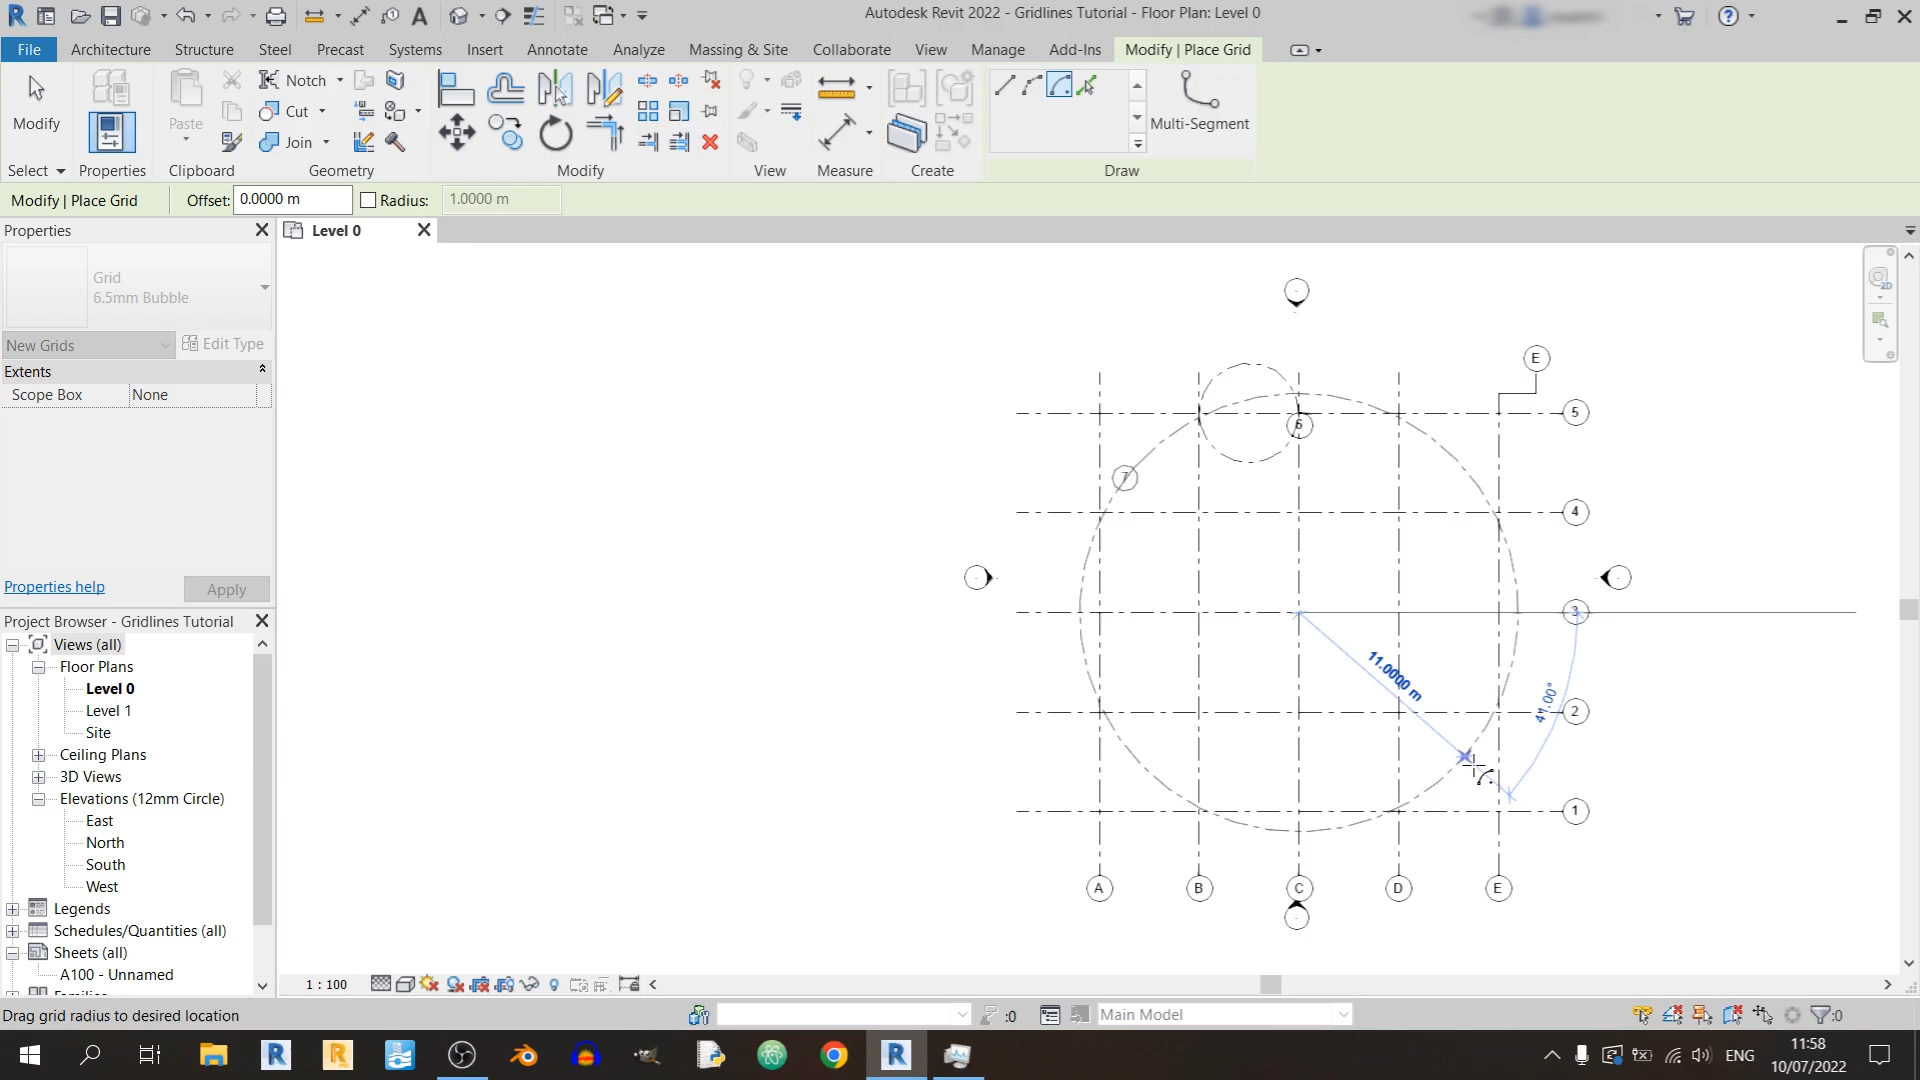 Autodesk Revit 2022 - Gridlines Tutorial - Floor Plan: Level 0
File Architecture Structure Steel Precast Systems Insert Annotate Analyze Massing & Site Collaborate View Manage Add-Ins Modify | Place Grid
Modify
Paste
Notch
Cut
Join
Multi-Segment
Select Properties Clipboard Geometry Modify View Measure Create Draw
Modify | Place Grid Offset: 0.0000 m Radius: 1.0000 m
Properties
Level 0
Grid
6.5mm Bubble
New Grids Edit Type
Extents
Scope Box None
Properties help Apply
Project Browser - Gridlines Tutorial
Views (all)
Floor Plans
Level 0
Level 1
Site
Ceiling Plans
3D Views
Elevations (12mm Circle)
East
North
South
West
Legends
Schedules/Quantities (all)
Sheets (all)
A100 - Unnamed
2D
E
5
6
7
4
3
11.0000 m
41.00°
2
1
A B C D E
1 : 100
Drag grid radius to desired location
:0
Main Model
:0
ENG
11:58
10/07/2022